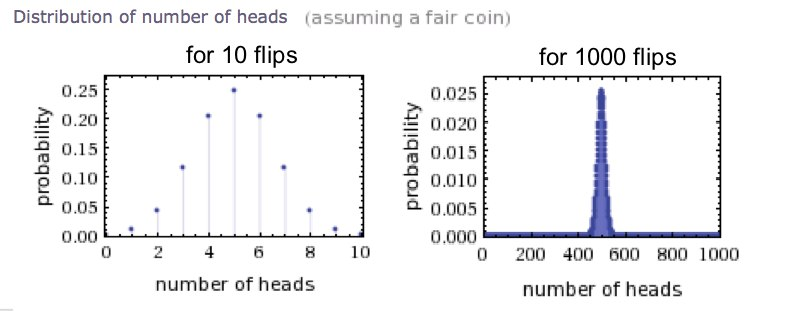 Distribution of number of heads (assuming a fair coin)
for 10 flips
probability
0.25
0.20
0.15
0.10
0.05
0.00
0 2 4 6 8 10
number of heads
for 1000 flips
probability
0.025
0.020
0.015
0.010
0.005
0.000
0 200 400 600 800 1000
number of heads